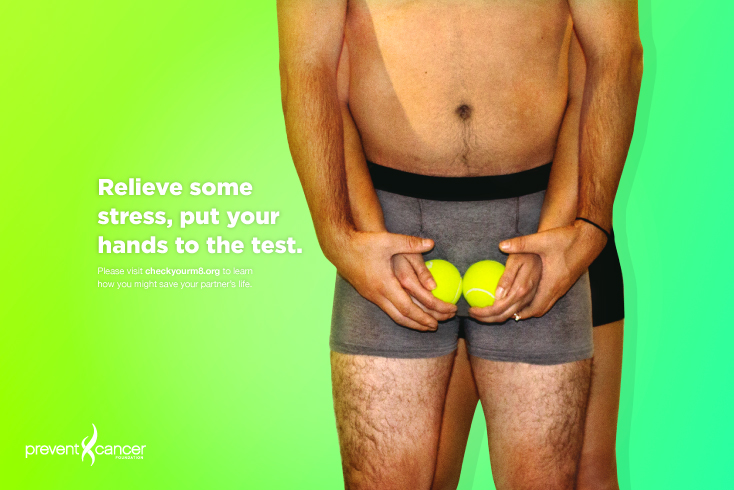 Relieve some
stress, put your
hands to the test.
Please visit checkyourm8.org to learn
how you might save your partner's life.
prevent cancer
FOUNDATION